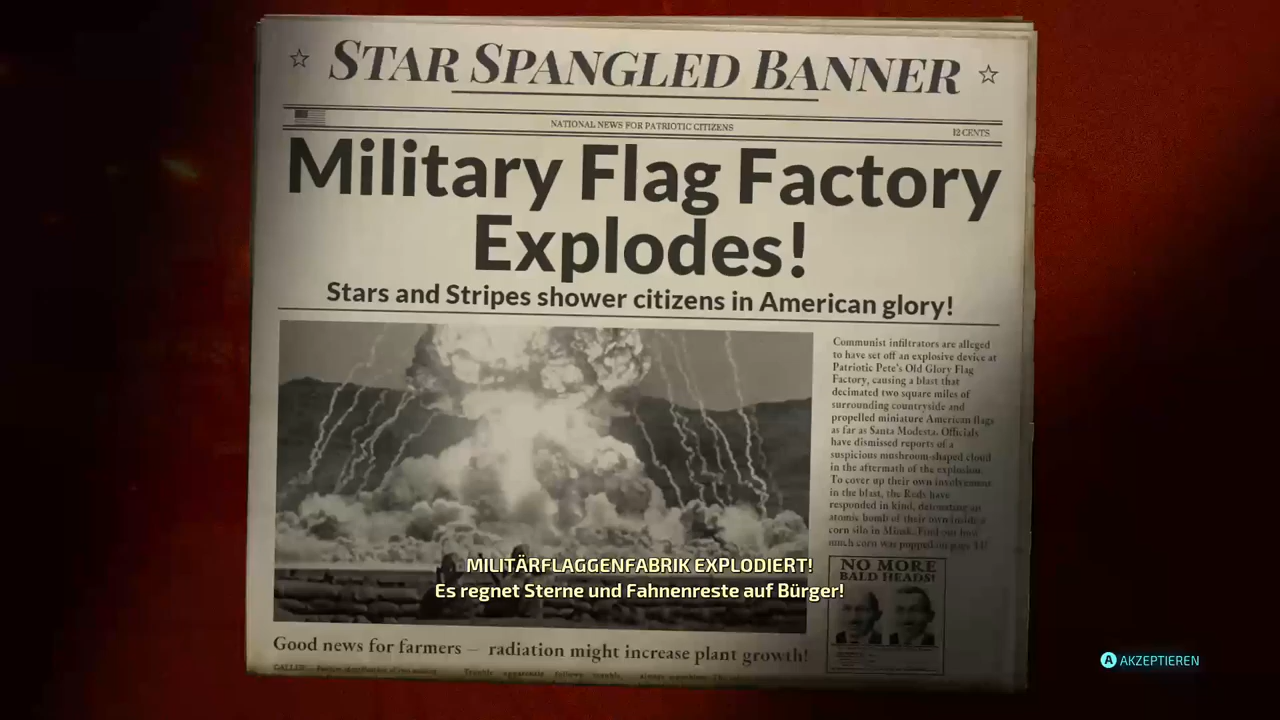 STAR SPANGLED BANNER
NATIONAL NEWS FOR PATRIOTIC CITIZENS
12 CENTS
Military Flag Factory
Explodes!
Stars and Stripes shower citizens in American glory!
Communist infiltrators are alleged
to have set off an explosive device at
Patriotic Pete's Old Glory Flag
Factory, causing a blast that
decimated two square miles of
surrounding countryside and
propelled miniature American flags
as far as Santa Modesta. Officials
have dismissed reports of a
suspicious mushroom-shaped cloud
in the aftermath of the explosion.
To cover up their own involvement
in the blast, the Reds have
responded in kind, detonating an
atomic bomb of their own inside a
corn silo in Minsk. Find out how
much corn was popped on page 14!
MILITÄRFLAGGENFABRIK EXPLODIERT!
Es regnet Sterne und Fahnenreste auf Bürger!
NO MORE
BALD HEADS!
Good news for farmers – radiation might increase plant growth!
A AKZEPTIEREN